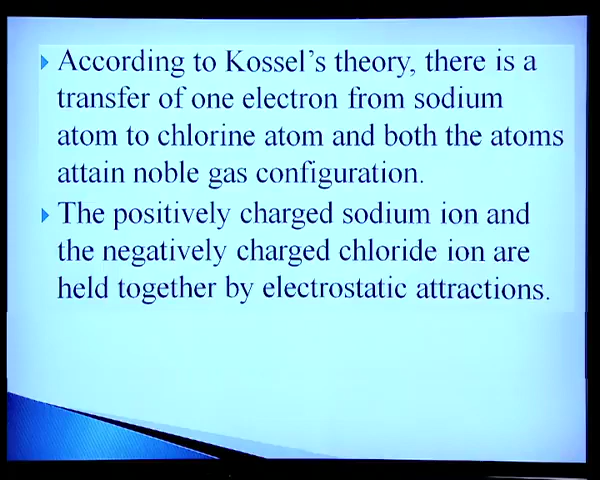 According to Kossel's theory, there is a
transfer of one electron from sodium
atom to chlorine atom and both the atoms
attain noble gas configuration.
The positively charged sodium ion and
the negatively charged chloride ion are
held together by electrostatic attractions.